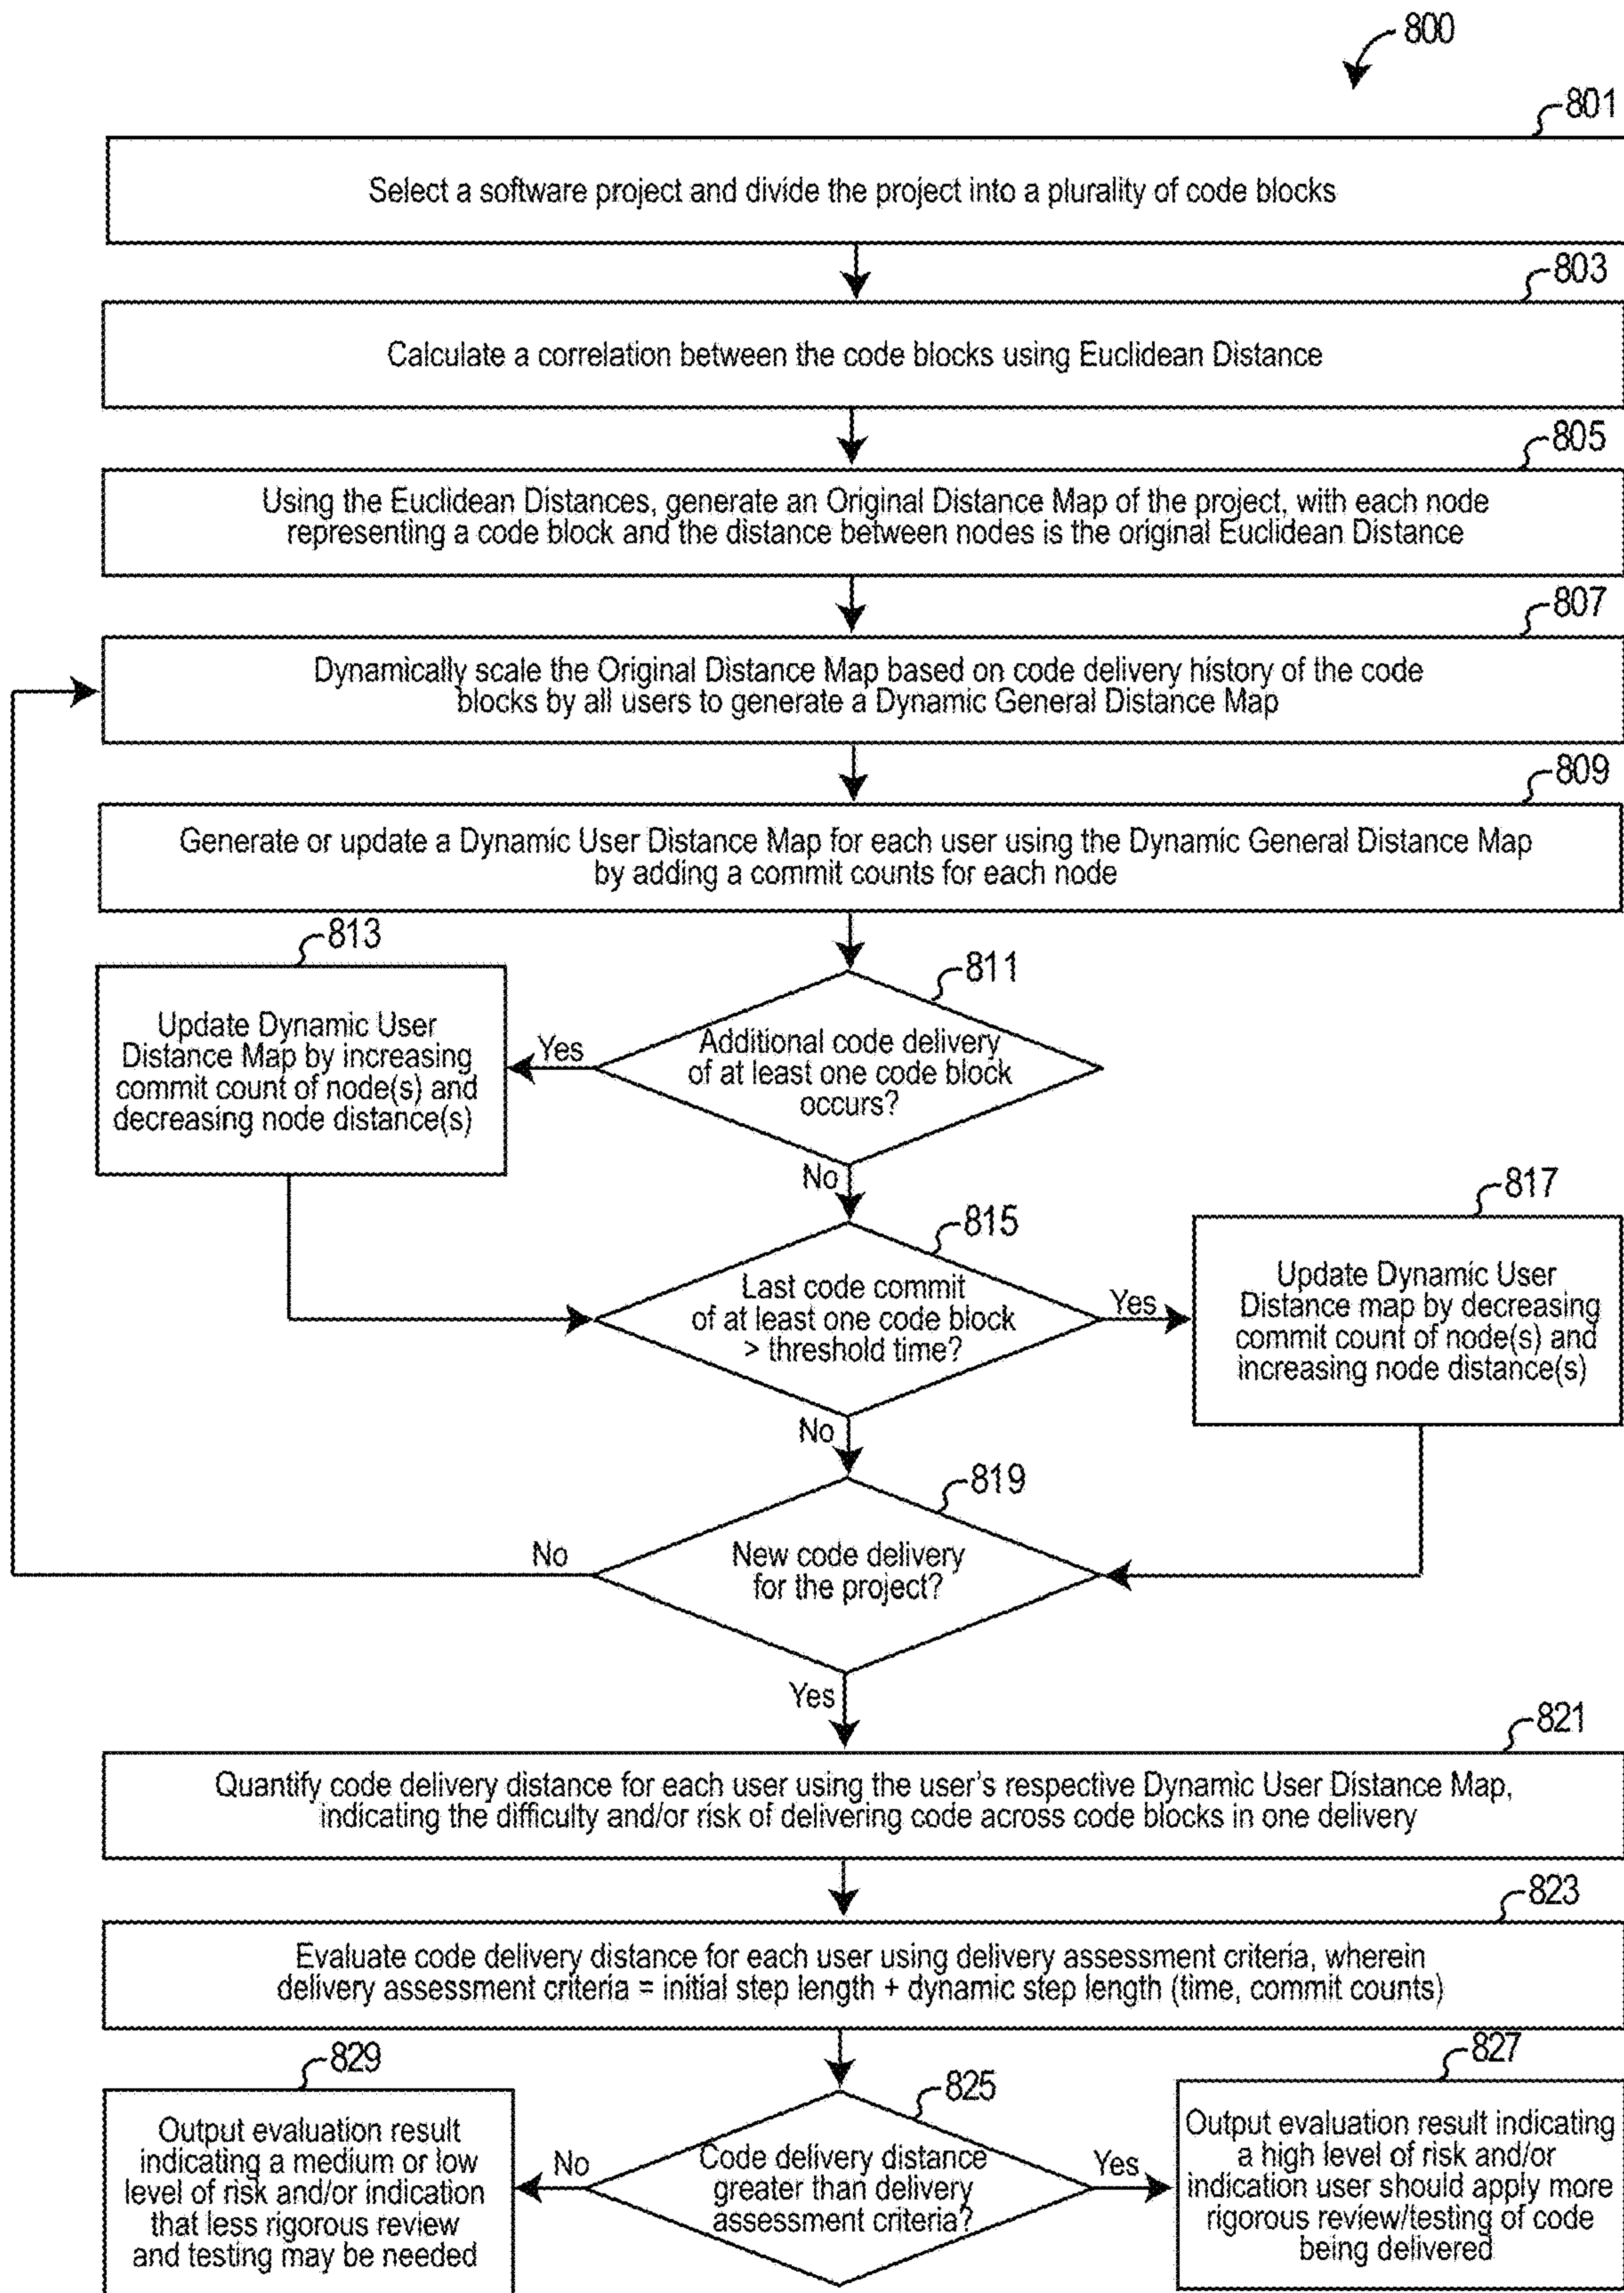 800
801
Select a software project and divide the project into a plurality of code blocks
803
Calculate a correlation between the code blocks using Euclidean Distance
805
Using the Euclidean Distances, generate an Original Distance Map of the project, with each node
representing a code block and the distance between nodes is the original Euclidean Distance
807
Dynamically scale the Original Distance Map based on code delivery history of the code
blocks by all users to generate a Dynamic General Distance Map
809
Generate or update a Dynamic User Distance Map for each user using the Dynamic General Distance Map
by adding a commit counts for each node
813
Update Dynamic User
Distance Map by increasing
commit count of node(s) and
decreasing node distance(s)
Yes
811
Additional code delivery
of at least one code block
occurs?
No
815
Last code commit
of at least one code block
> threshold time?
Yes
817
Update Dynamic User
Distance map by decreasing
commit count of node(s) and
increasing node distance(s)
No
819
New code delivery
for the project?
No
Yes
821
Quantify code delivery distance for each user using the user's respective Dynamic User Distance Map,
indicating the difficulty and/or risk of delivering code across code blocks in one delivery
823
Evaluate code delivery distance for each user using delivery assessment criteria, wherein
delivery assessment criteria = initial step length + dynamic step length (time, commit counts)
829
Output evaluation result
indicating a medium or low
level of risk and/or indication
that less rigorous review
and testing may be needed
No
825
Code delivery distance
greater than delivery
assessment criteria?
Yes
827
Output evaluation result indicating
a high level of risk and/or
indication user should apply more
rigorous review/testing of code
being delivered